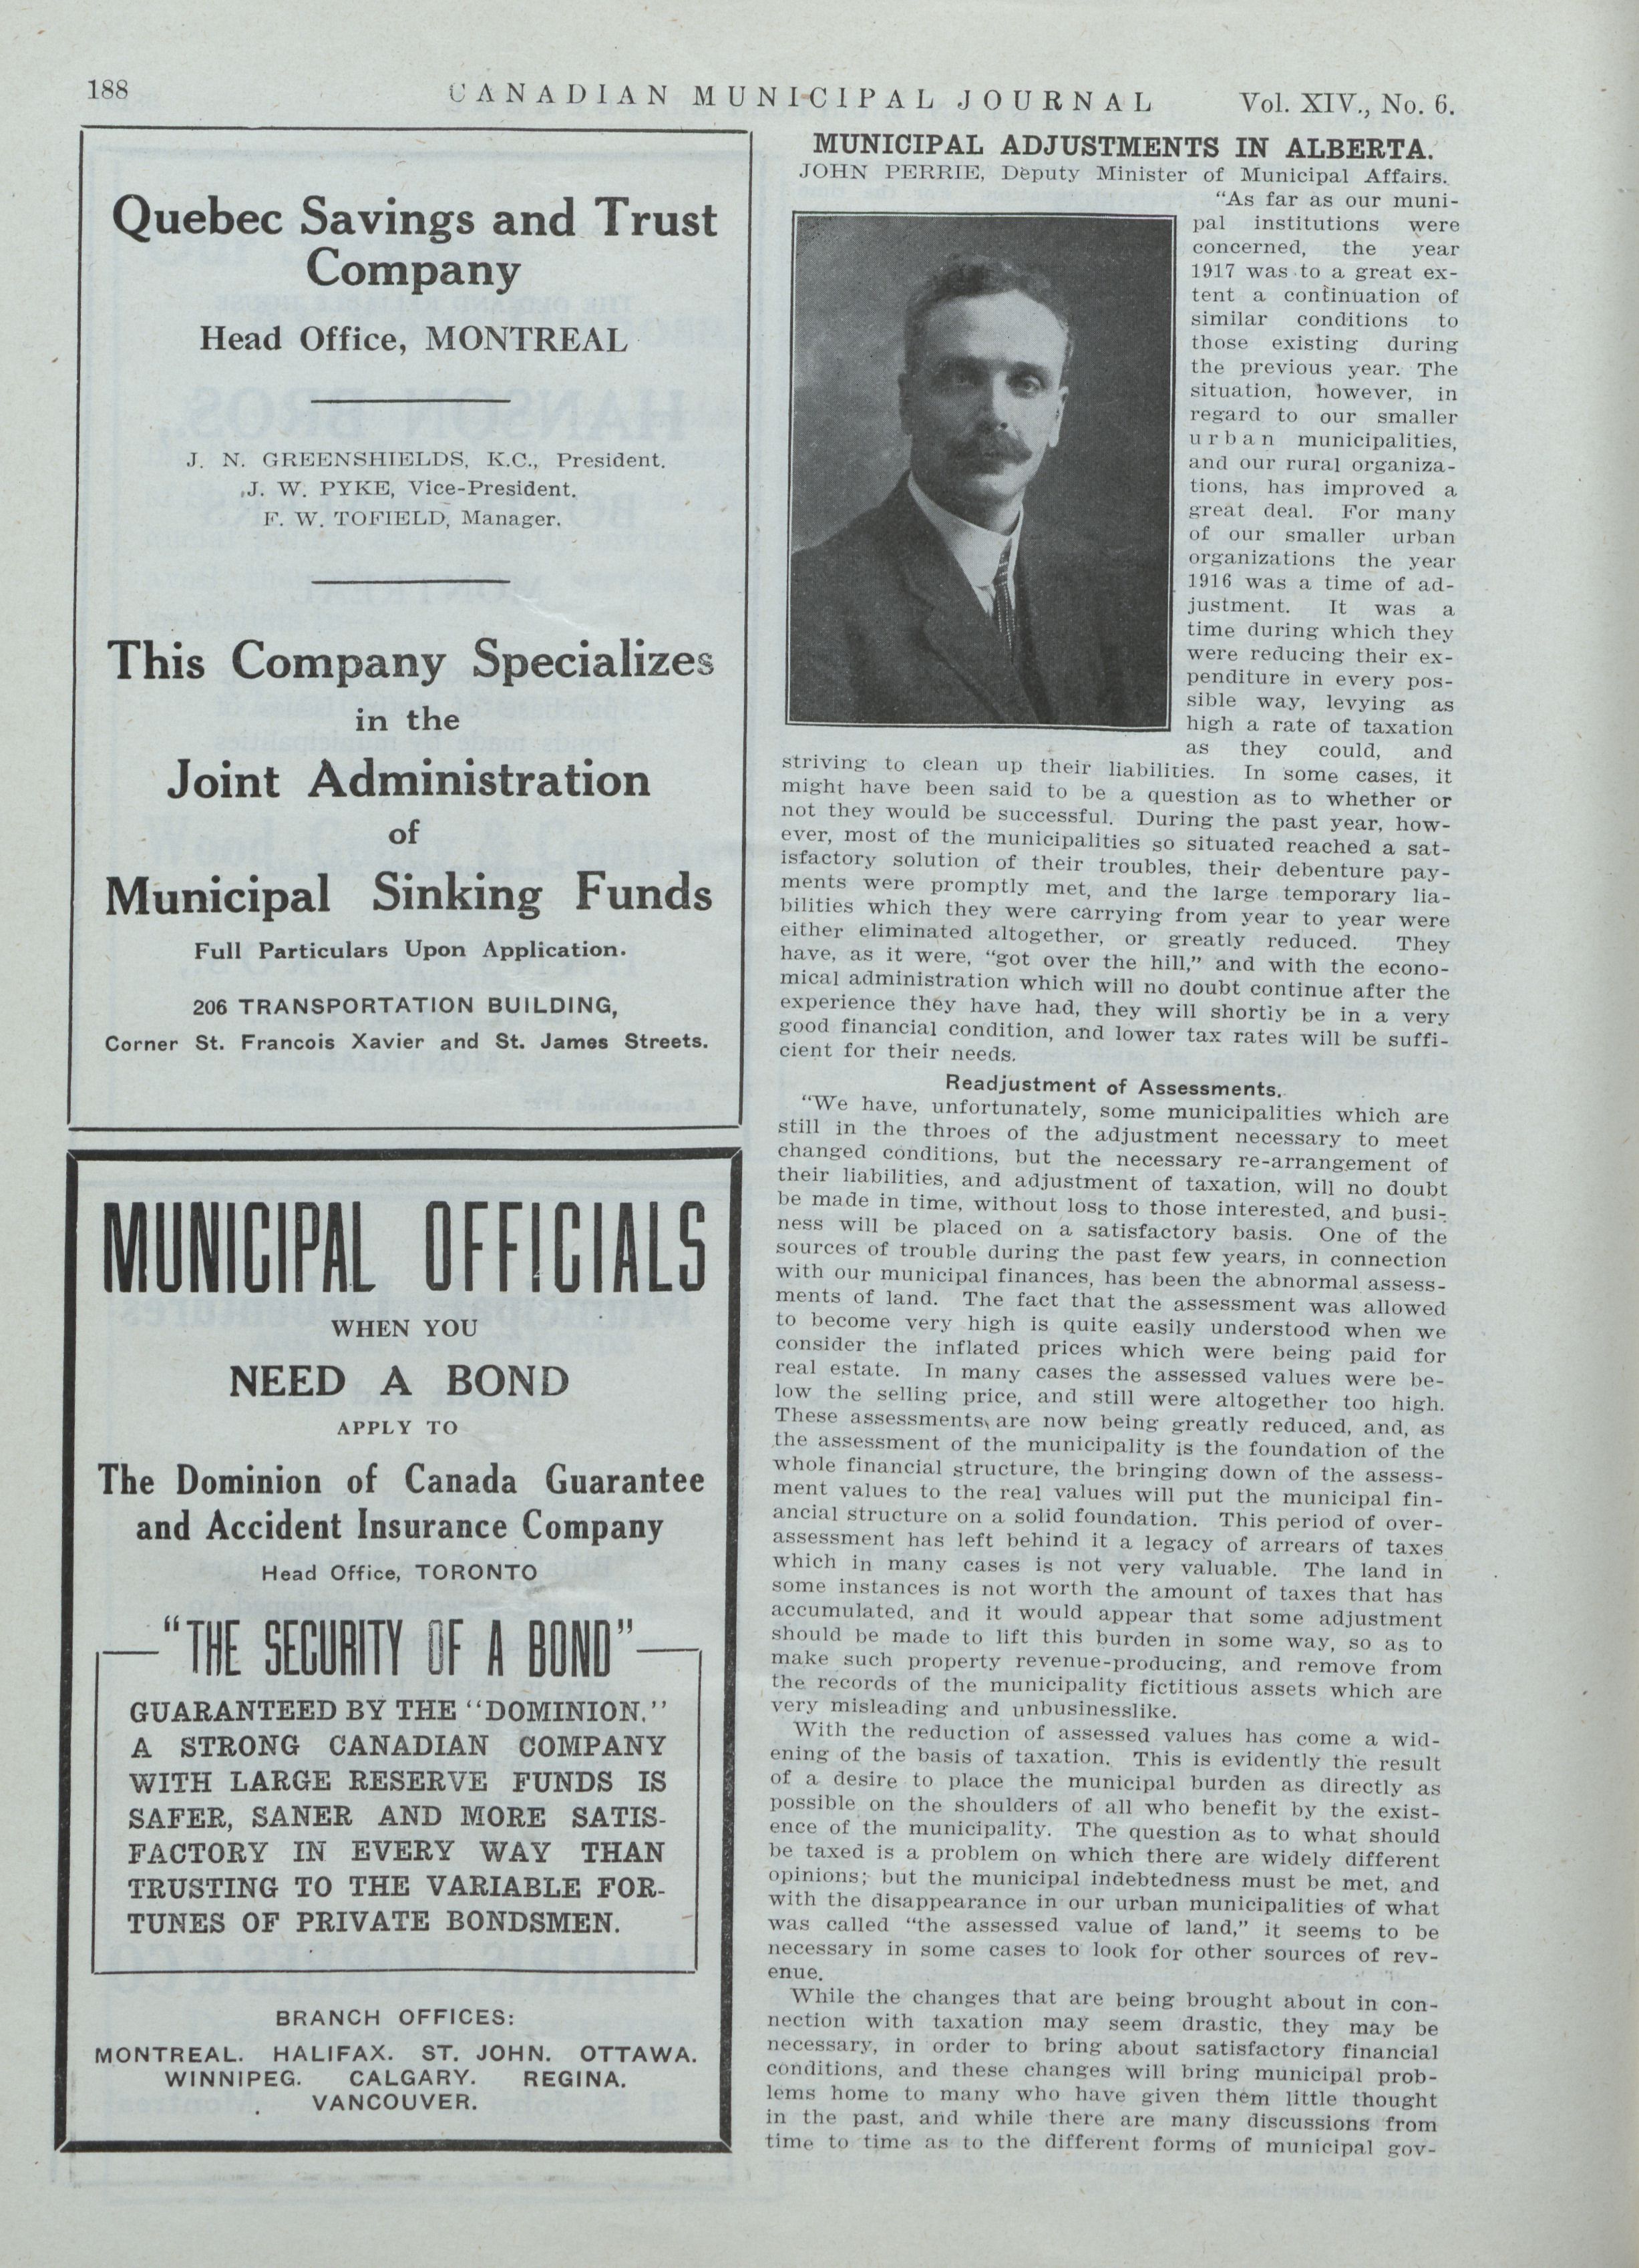 188
CANADIAN MUNICIPAL JOURNAL
Vol. XIV., No. 6.
Quebec Savings and Trust
Company
Head Office, MONTREAL
J. N. GREENSHIELDS, K.C., President.
J. W. PYKE, Vice-President.
F. W. TOFIELD, Manager.
This Company Specializes
in the
Joint Administration
of
Municipal Sinking Funds
Full Particulars Upon Application.
206 TRANSPORTATION BUILDING,
Corner St. Francois Xavier and St. James Streets.
MUNICIPAL OFFICIALS
WHEN YOU
NEED A BOND
APPLY TO
The Dominion of Canada Guarantee
and Accident Insurance Company
Head Office, TORONTO
"THE SECURITY OF A BOND"
GUARANTEED BY THE "DOMINION,"
A STRONG CANADIAN COMPANY
WITH LARGE RESERVE FUNDS IS
SAFER, SANER AND MORE SATIS-
FACTORY IN EVERY WAY THAN
TRUSTING TO THE VARIABLE FOR-
TUNES OF PRIVATE BONDSMEN.
BRANCH OFFICES:
MONTREAL. HALIFAX. ST. JOHN. OTTAWA.
WINNIPEG. CALGARY. REGINA.
VANCOUVER.
MUNICIPAL ADJUSTMENTS IN ALBERTA.
JOHN PERRIE, Deputy Minister of Municipal Affairs.
"As far as our muni-
pal institutions were
concerned, the year
1917 was to a great ex-
tent a continuation of
similar conditions to
those existing during
the previous year. The
situation, however, in
regard to our smaller
urban municipalities,
and our rural organiza-
tions, has improved a
great deal. For many
of our smaller urban
organizations the year
1916 was a time of ad-
justment. It was a
time during which they
were reducing their ex-
penditure in every pos-
sible way, levying as
high a rate of taxation
as they could, and
striving to clean up their liabilities. In some cases, it
might have been said to be a question as to whether or
not they would be successful. During the past year, how-
ever, most of the municipalities so situated reached a sat-
isfactory solution of their troubles, their debenture pay-
ments were promptly met, and the large temporary lia-
bilities which they were carrying from year to year were
either eliminated altogether, or greatly reduced. They
have, as it were, "got over the hill," and with the econo-
mical administration which will no doubt continue after the
experience they have had, they will shortiy be in a very
good financial condition, and lower tax rates will be suffi-
cient for their needs.
Readjustment of Assessments.
"We have, unfortunately, some municipalities which are
still in the throes of the adjustment necessary to meet
changed conditions, but the necessary re-arrangement of
their liabilities, and adjustment of taxation, will no doubt
be made in time, without loss to those interested, and busi-
ness will be placed on a satisfactory basis. One of the
sources of trouble during the past few years, in connection
with our municipal finances, has been the abnormal assess-
ments of land. The fact that the assessment was allowed
to become very high is quite easily understood when we
consider the inflated prices which were being paid for
real estate. In many cases the assessed values were be-
low the selling price, and still were altogether too high.
These assessments are now being greatly reduced, and, as
the assessment of the municipality is the foundation of the
whole financial structure, the bringing down of the assess-
ment values to the real values will put the municipal fin-
ancial structure on a solid foundation. This period of over-
assessment has left behind it a legacy of arrears of taxes
which in many cases is not very valuable. The land in
some instances is not worth the amount of taxes that has
accumulated, and it would appear that some adjustment
should be made to lift this burden in some way, so as to
make such property revenue-producing, and remove from
the records of the municipality fictitious assets which are
very misleading and unbusinesslike.
With the reduction of assessed values has come a wid-
ening of the basis of taxation. This is evidently the result
of a desire to place the municipal burden as directly as
possible on the shoulders of all who benefit by the exist-
ence of the municipality. The question as to what should
be taxed is a problem on which there are widely different
opinions; but the municipal indebtedness must be met, and
with the disappearance in our urban municipalities of what
was called "the assessed value of land," it seems to be
necessary in some cases to look for other sources of rev-
enue.
While the changes that are being brought about in con-
nection with taxation may seem drastic, they may be
necessary, in order to bring about satisfactory financial
conditions, and these changes will bring municipal prob-
lems home to many who have given them little thought
in the past, and while there are many discussions from
time to time as to the different forms of municipal gov-